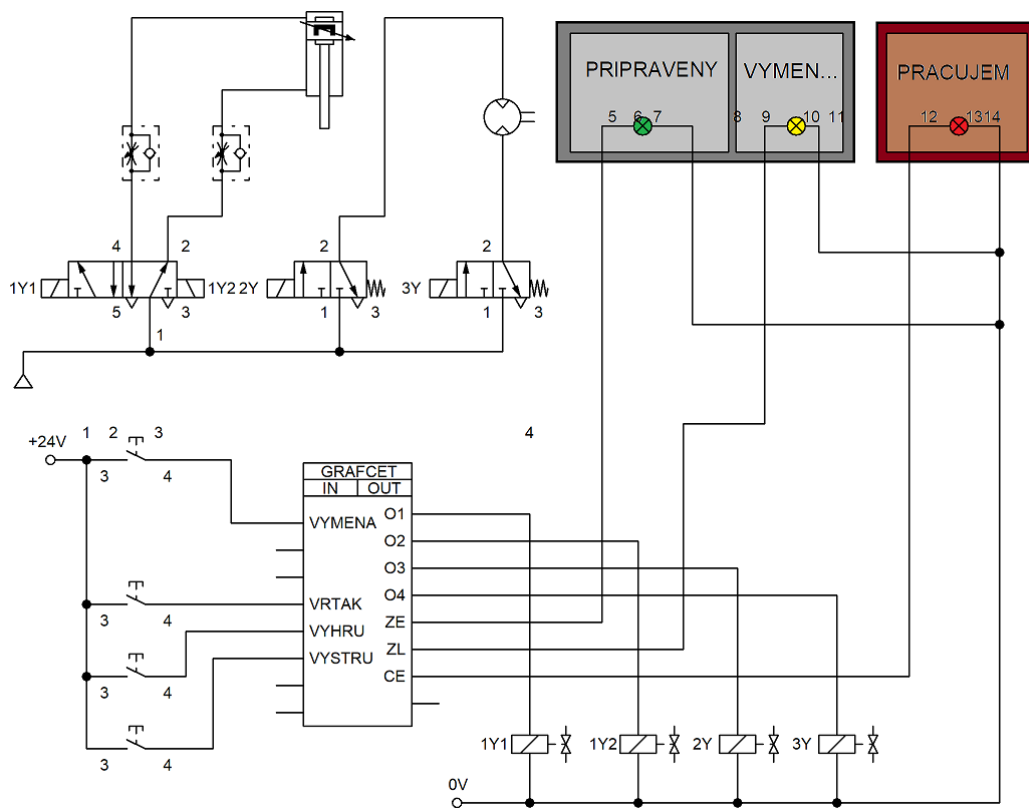 PRIPRAVENY VYMEN... PRACUJEM
5 6 7 8 9 10 11 12 13 14
4 2 2 2
1Y1 1Y2 2Y 3Y
5 3 1 3 1 3
1
1 2 3 4
+24V
3 4
GRAFCET
IN OUT
VYMENA O1
O2
O3
VRTAK O4
3 4
VYHRU ZE
VYSTRU ZL
CE
3 4
1Y1 1Y2 2Y 3Y
3 4
0V